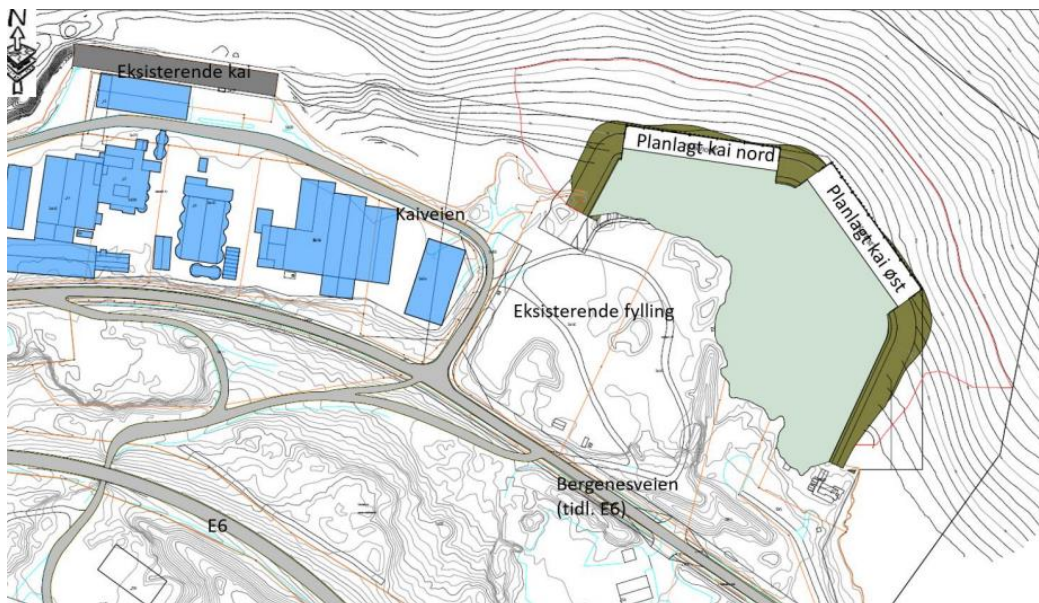 N
Eksisterende kai
Planlagt kai nord
Planlagt kai øst
Kaiveien
Eksisterende fylling
Bergenesveien
(tidl. E6)
E6